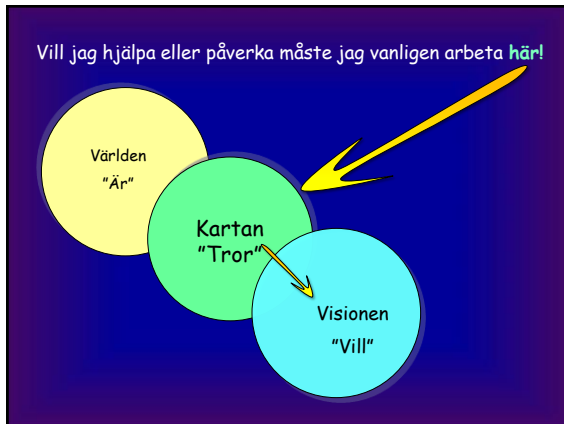 Vill jag hjälpa eller påverka måste jag vanligen arbeta här!
Världen
”Är”
Kartan
”Tror”
Visionen
”Vill”